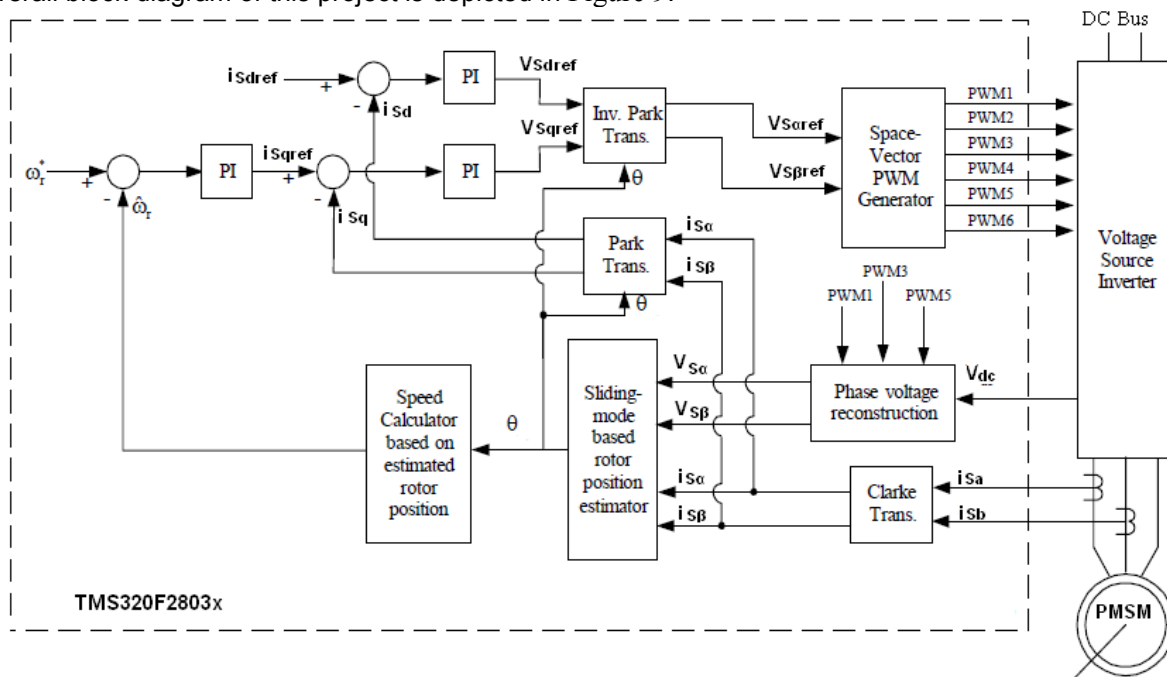 verall block diagram of this project is depicted in Figure 9.
DC Bus
iSdref
+
-
iSd
PI
VSdref
VSqref
Inv. Park
Trans.
θ
VSαref
VSβref
Space-
Vector
PWM
Generator
PWM1
PWM2
PWM3
PWM4
PWM5
PWM6
Voltage
Source
Inverter
ω*r
+
-
ω̂r
PI
iSqref
+
-
iSq
PI
Park
Trans.
θ
iSα
iSβ
PWM3
PWM1
PWM5
Speed
Calculator
based on
estimated
rotor
position
θ
Sliding-
mode
based
rotor
position
estimator
VSα
VSβ
Phase voltage
reconstruction
Vdc
iSα
iSβ
Clarke
Trans.
iSa
iSb
TMS320F2803x
PMSM